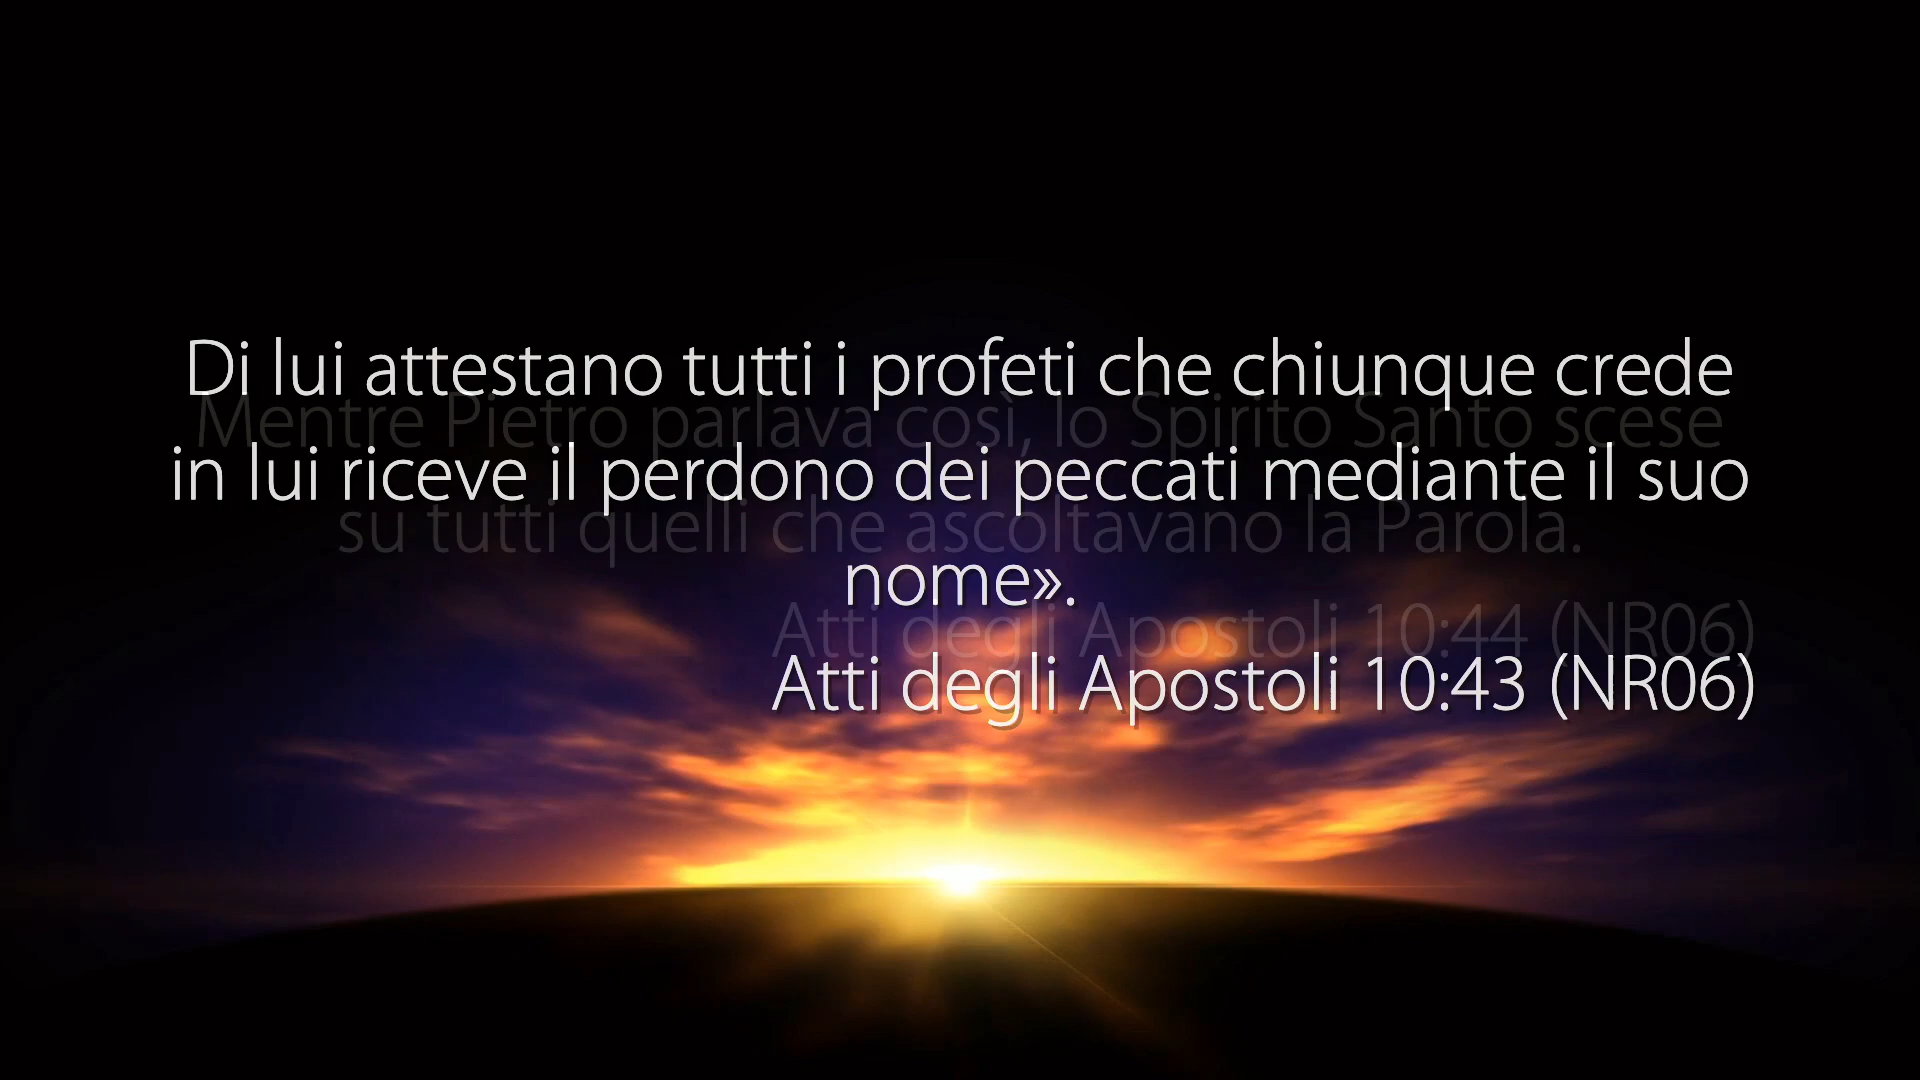 Di lui attestano tutti i profeti che chiunque crede
in lui riceve il perdono dei peccati mediante il suo
nome».
Atti degli Apostoli 10:43 (NR06)
Mentre Pietro parlava così, lo Spirito Santo scese
su tutti quelli che ascoltavano la Parola.
Atti degli Apostoli 10:44 (NR06)